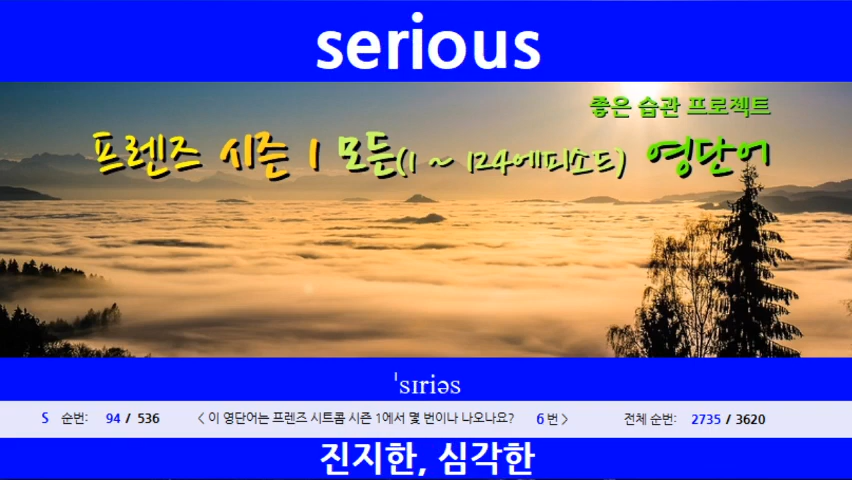 serious
좋은 습관 프로젝트
프렌즈 시즌 1 모든(1 ~ 124에피소드) 영단어
ˈsɪriəs
S 순번: 94 / 536 < 이 영단어는 프렌즈 시트콤 시즌 1에서 몇 번이나 나오나요? 6 번 > 전체 순번: 2735 / 3620
진지한, 심각한